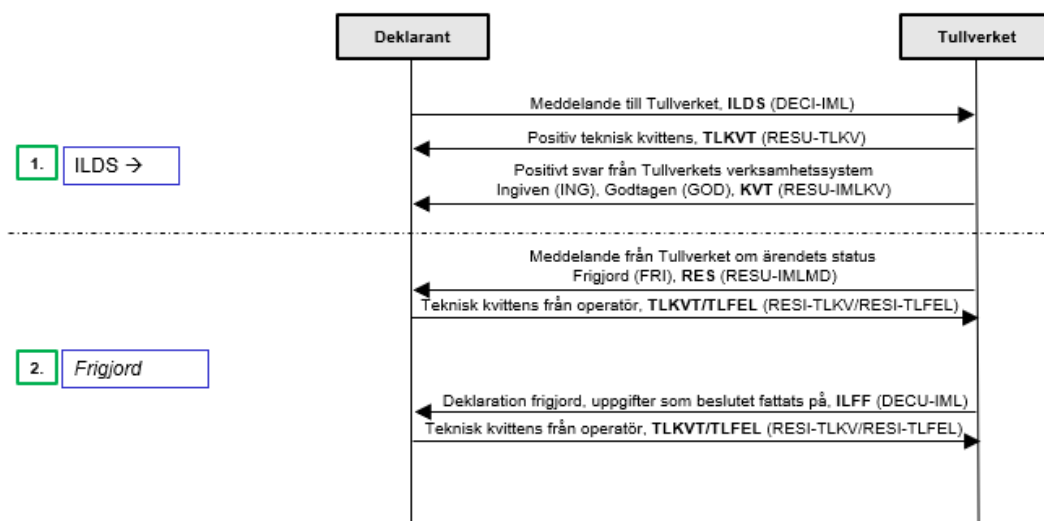 Deklarant
Tullverket
Meddelande till Tullverket, ILDS (DECI-IML)
Positiv teknisk kvittens, TLKVT (RESU-TLKV)
1.
ILDS →
Positivt svar från Tullverkets verksamhetssystem
Ingiven (ING), Godtagen (GOD), KVT (RESU-IMLKV)
Meddelande från Tullverket om ärendets status
Frigjord (FRI), RES (RESU-IMLMD)
Teknisk kvittens från operatör, TLKVT/TLFEL (RESI-TLKV/RESI-TLFEL)
2.
Frigjord
Deklaration frigjord, uppgifter som beslutet fattats på, ILFF (DECU-IML)
Teknisk kvittens från operatör, TLKVT/TLFEL (RESI-TLKV/RESI-TLFEL)